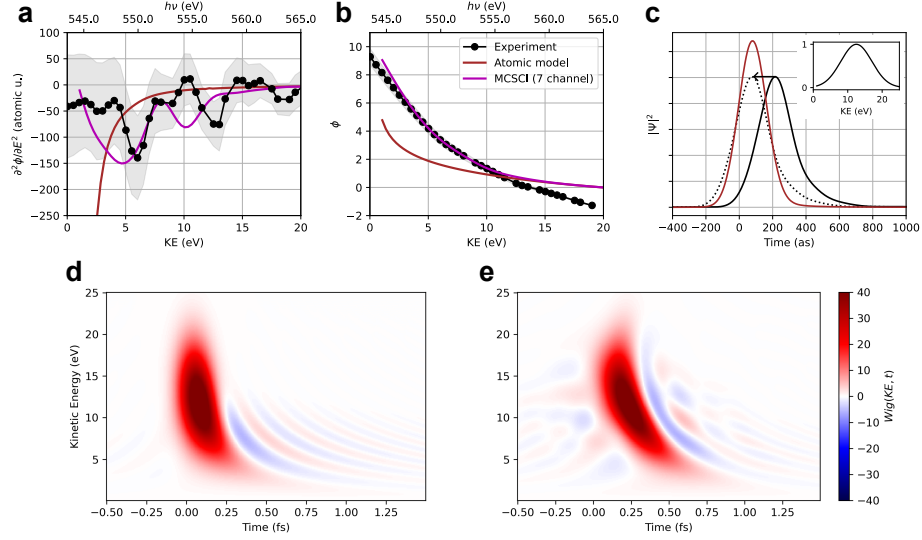 a
hν (eV)
545.0 550.0 555.0 560.0 565.0
100
50
0
−50
−100
−150
−200
−250
∂²ϕ/∂E² (atomic u.)
0 5 10 15 20
KE (eV)
b
hν (eV)
545.0 550.0 555.0 560.0 565.0
Experiment
Atomic model
MCSCI (7 channel)
10
8
6
4
2
0
−2
ϕ
0 5 10 15 20
KE (eV)
c
1
0
0 10 20
KE (eV)
|Ψ|²
−400 −200 0 200 400 600 800 1000
Time (as)
d
25
20
15
10
5
Kinetic Energy (eV)
−0.50 −0.25 0.00 0.25 0.50 0.75 1.00 1.25
Time (fs)
e
25
20
15
10
5
−0.50 −0.25 0.00 0.25 0.50 0.75 1.00 1.25
Time (fs)
40
30
20
10
0
−10
−20
−30
−40
Wig(KE, t)